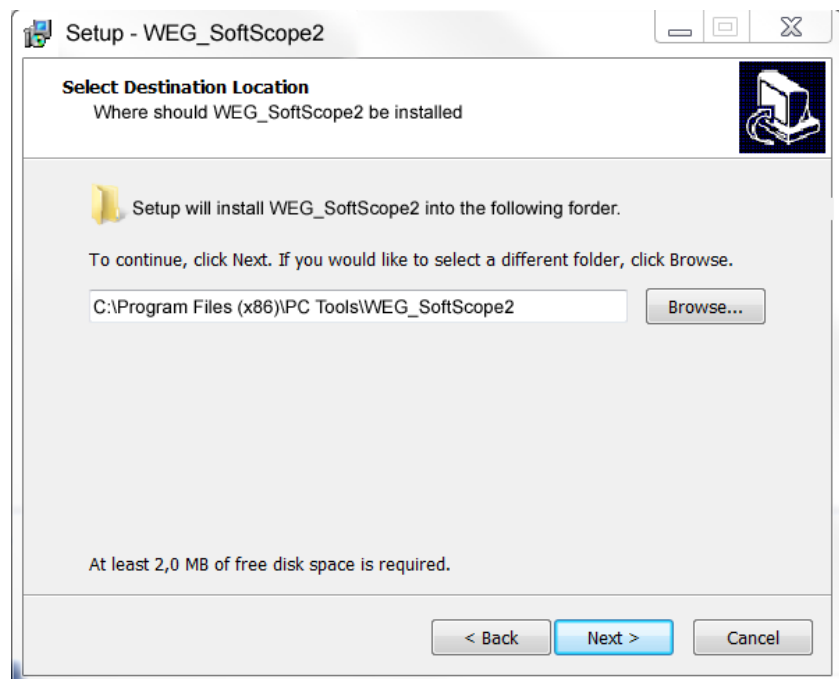 Setup - WEG_SoftScope2
Select Destination Location
Where should WEG_SoftScope2 be installed
Setup will install WEG_SoftScope2 into the following forder.
To continue, click Next. If you would like to select a different folder, click Browse.
C:\Program Files (x86)\PC Tools\WEG_SoftScope2
Browse...
At least 2,0 MB of free disk space is required.
< Back
Next >
Cancel